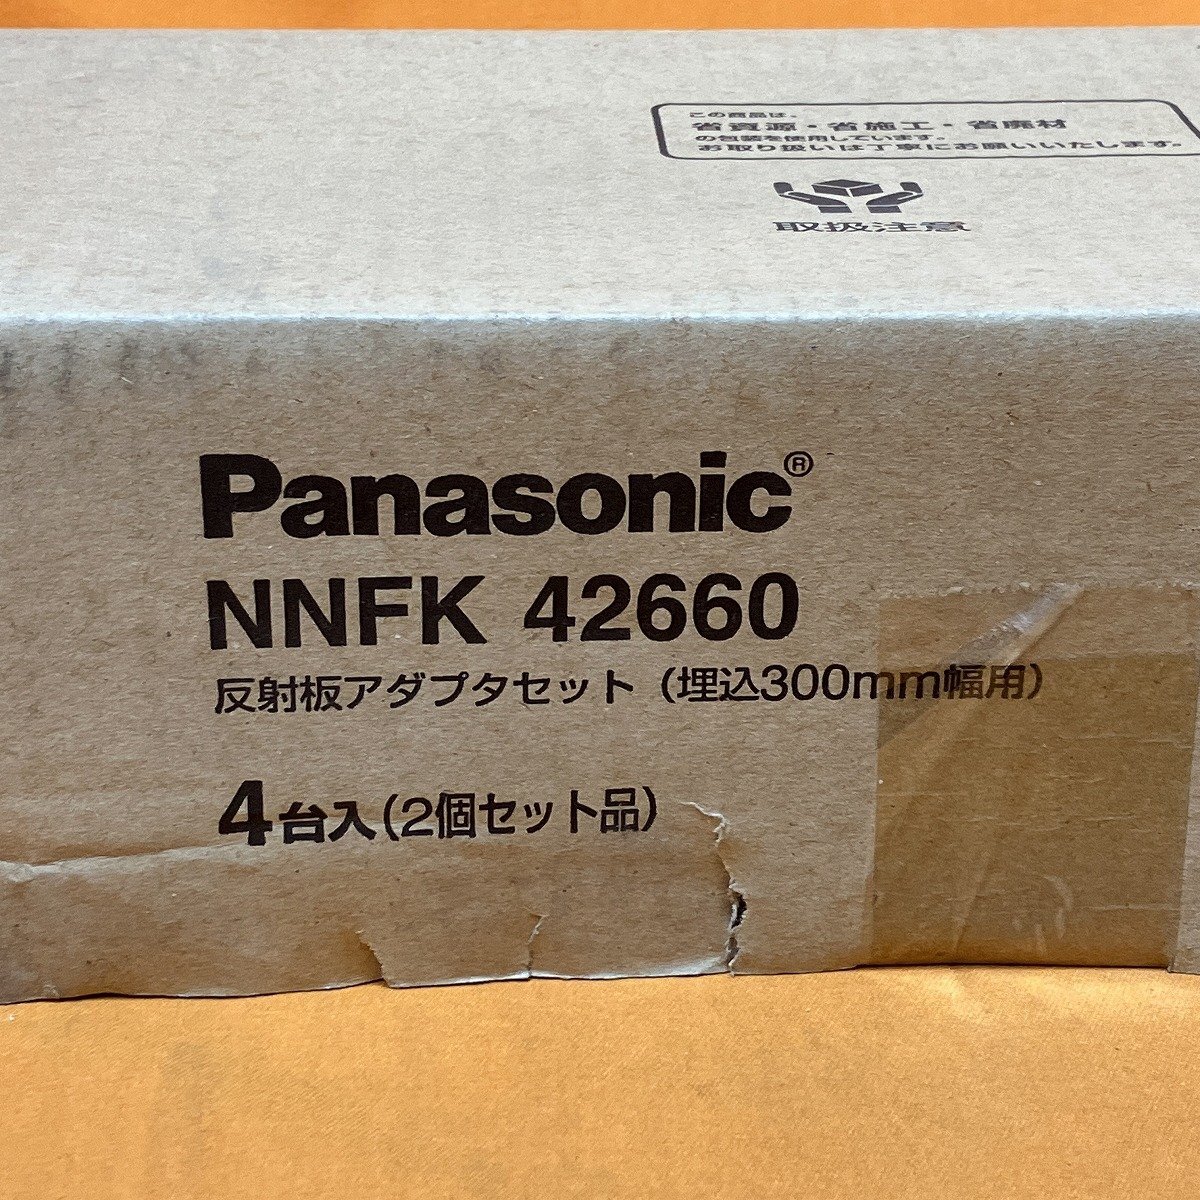 この商品は、
省資源・省施工・省廃材
の包装を使用しています。
お取り扱いは丁寧にお願いいたします。
取扱注意
Panasonic®
NNFK 42660
反射板アダプタセット（埋込300mm幅用）
4台入（2個セット品）